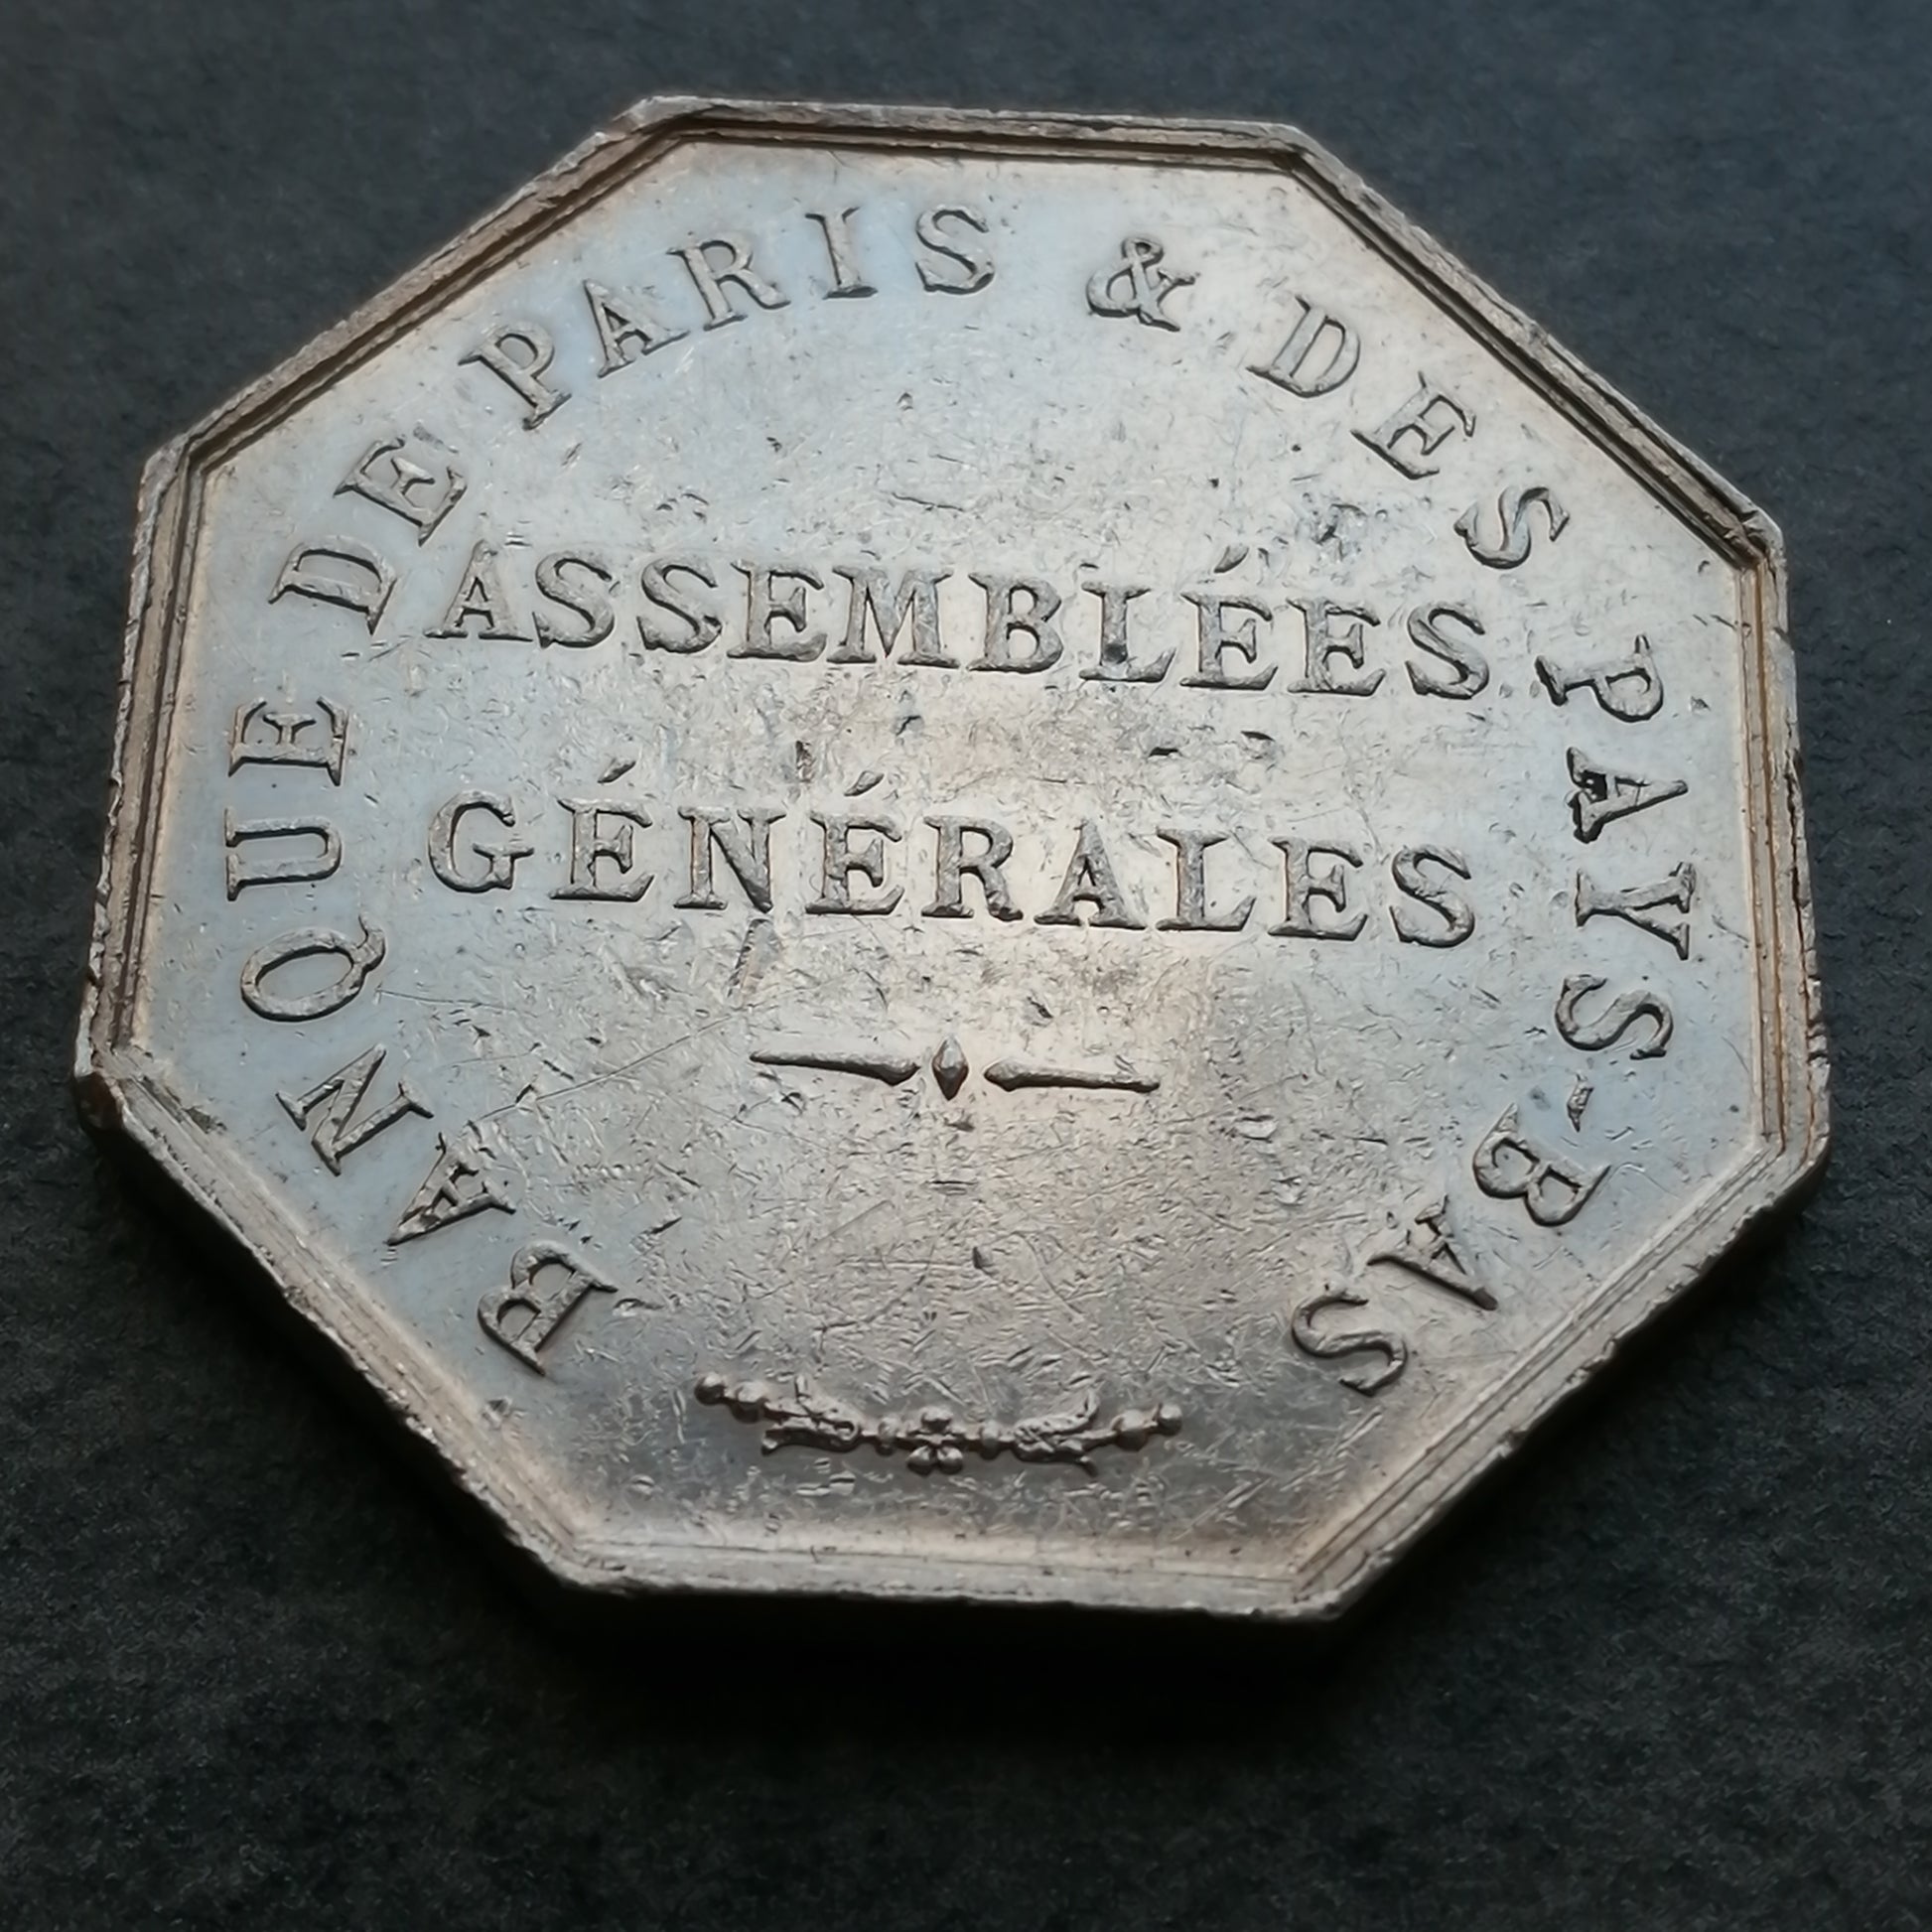 BANQUE DE PARIS & DES PAYS-BAS
ASSEMBLÉES
GÉNÉRALES